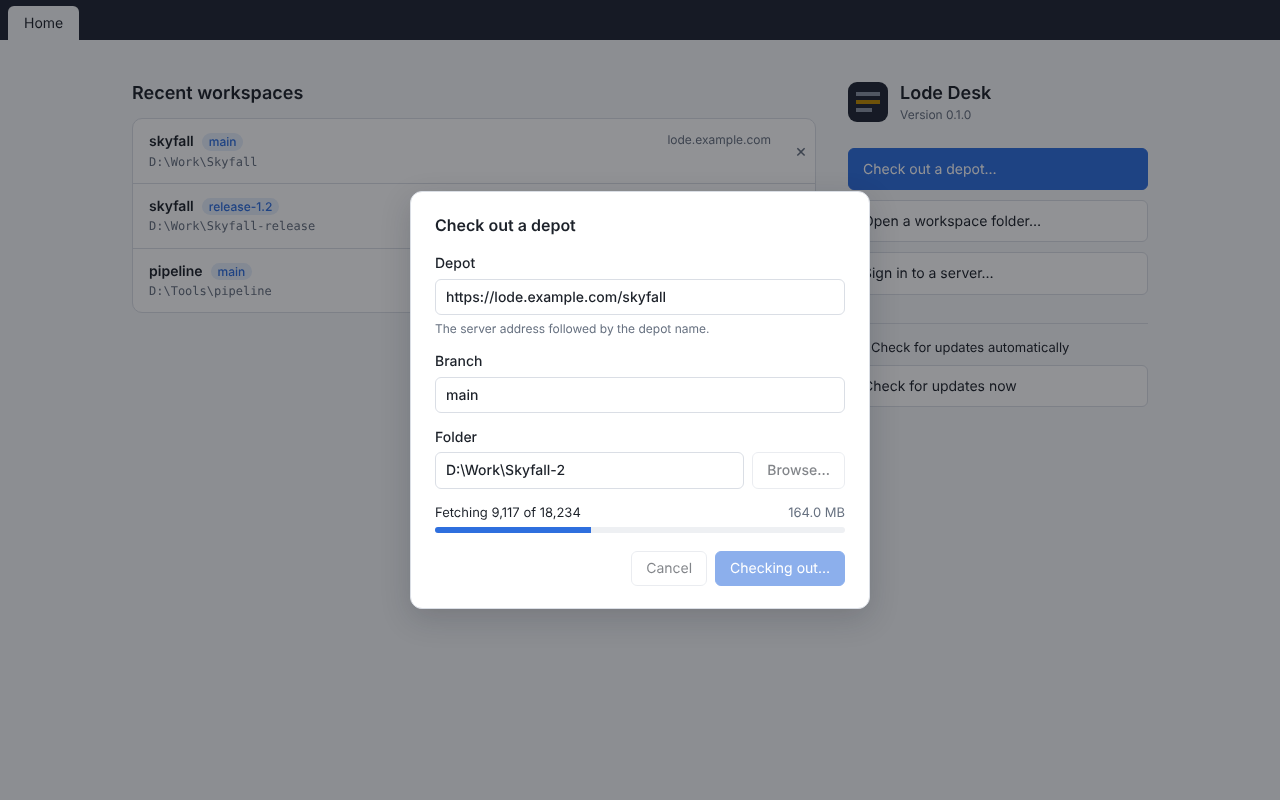 Home
Recent workspaces
skyfall main
lode.example.com
D:\Work\Skyfall
skyfall release-1.2
D:\Work\Skyfall-release
pipeline main
D:\Tools\pipeline
Lode Desk
Version 0.1.0
Check out a depot...
Open a workspace folder...
Sign in to a server...
Check for updates automatically
Check for updates now
Check out a depot
Depot
https://lode.example.com/skyfall
The server address followed by the depot name.
Branch
main
Folder
D:\Work\Skyfall-2
Browse...
Fetching 9,117 of 18,234
164.0 MB
Cancel
Checking out...